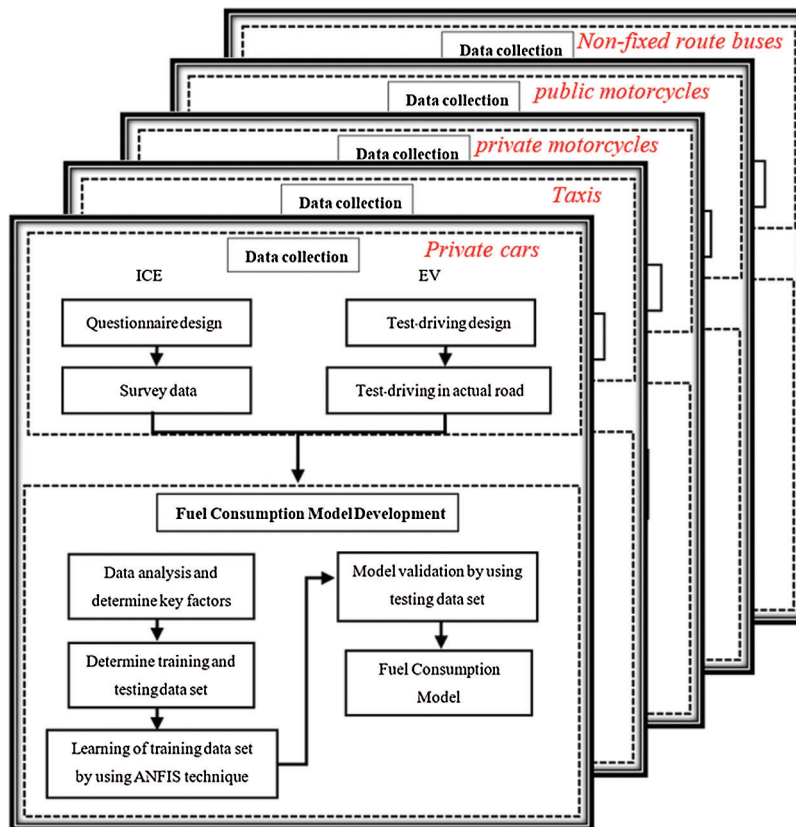 Data collection Non-fixed route buses
Data collection public motorcycles
Data collection private motorcycles
Data collection Taxis
Data collection Private cars
ICE EV
Questionnaire design
Test-driving design
Survey data
Test-driving in actual road
Fuel Consumption Model Development
Data analysis and
determine key factors
Determine training and
testing data set
Learning of training data set
by using ANFIS technique
Model validation by using
testing data set
Fuel Consumption
Model